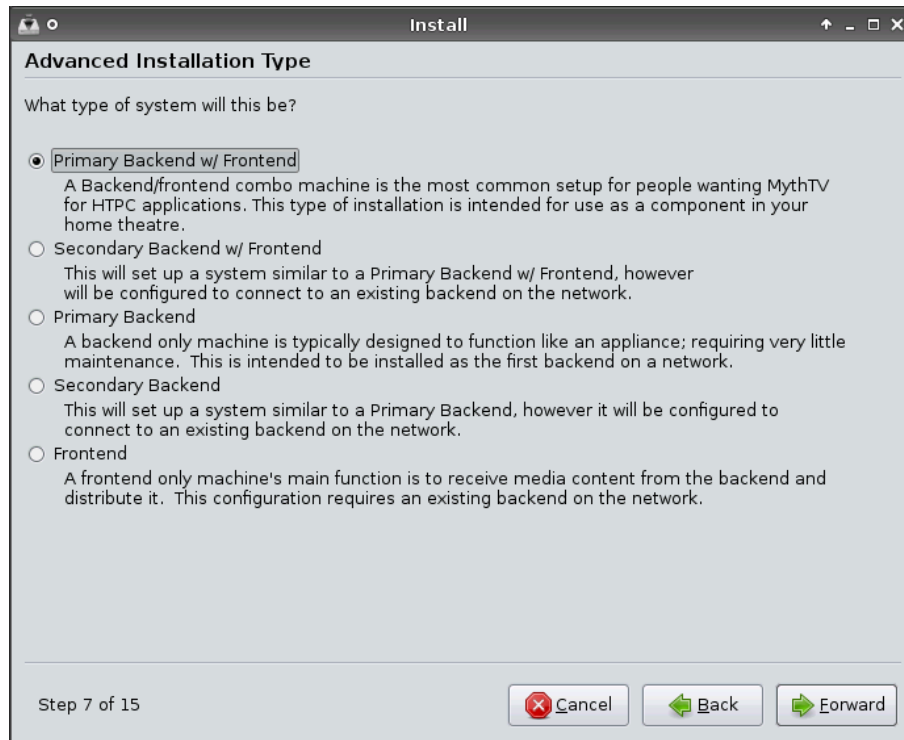 Install
Advanced Installation Type
What type of system will this be?
Primary Backend w/ Frontend
A Backend/frontend combo machine is the most common setup for people wanting MythTV
for HTPC applications. This type of installation is intended for use as a component in your
home theatre.
Secondary Backend w/ Frontend
This will set up a system similar to a Primary Backend w/ Frontend, however
will be configured to connect to an existing backend on the network.
Primary Backend
A backend only machine is typically designed to function like an appliance; requiring very little
maintenance.  This is intended to be installed as the first backend on a network.
Secondary Backend
This will set up a system similar to a Primary Backend, however it will be configured to
connect to an existing backend on the network.
Frontend
A frontend only machine's main function is to receive media content from the backend and
distribute it.  This configuration requires an existing backend on the network.
Step 7 of 15
Cancel
Back
Forward